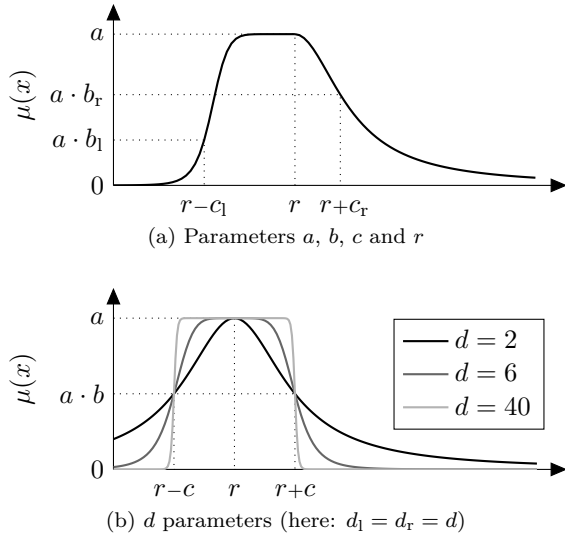 a
μ(x)
a · b_r
a · b_l
0
r−c_l
r
r+c_r
(a) Parameters a, b, c and r
a
μ(x)
a · b
0
r−c
r
r+c
d = 2
d = 6
d = 40
(b) d parameters (here: d_l = d_r = d)